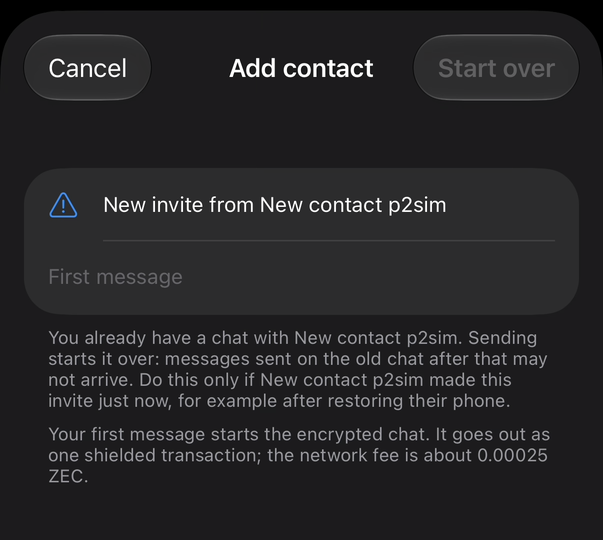 Cancel
Add contact
Start over
New invite from New contact p2sim
First message
You already have a chat with New contact p2sim. Sending
starts it over: messages sent on the old chat after that may
not arrive. Do this only if New contact p2sim made this
invite just now, for example after restoring their phone.
Your first message starts the encrypted chat. It goes out as
one shielded transaction; the network fee is about 0.00025
ZEC.